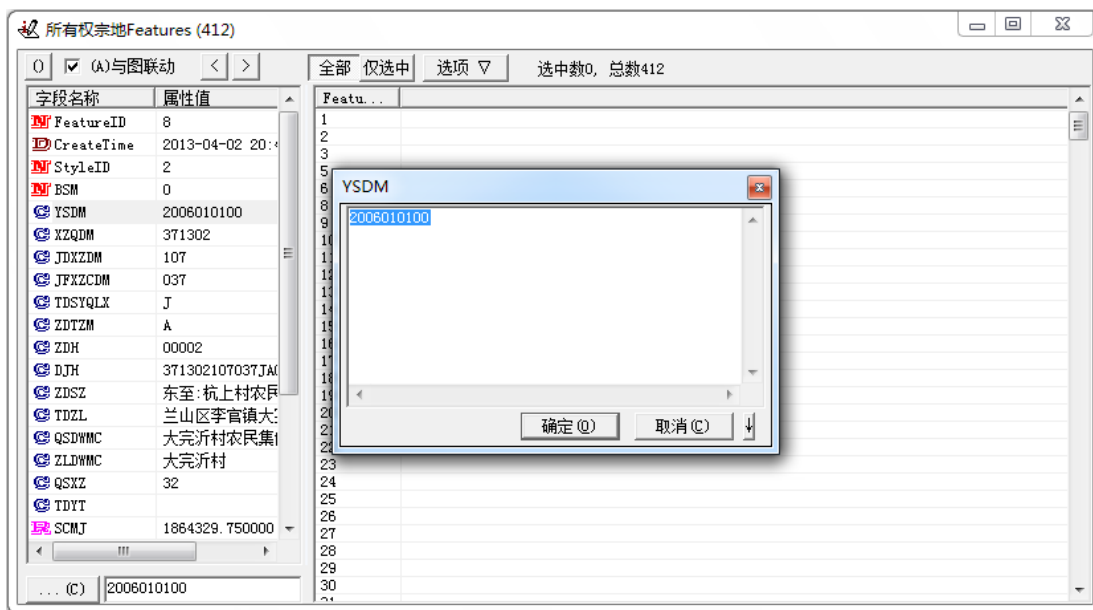 所有权宗地Features (412)
() (A)与图联动 < > 全部 仅选中 选项 ▽ 选中数0, 总数412
字段名称 属性值
FeatureID 8
CreateTime 2013-04-02 20:
StyleID 2
BSM 0
YSDM 2006010100
XZQDM 371302
JDXZDM 107
JFXZCDM 037
TDSYQLX J
ZDTZM A
ZDH 00002
DJH 371302107037JA
ZDSZ 东至:杭上村农民
TDZL 兰山区李官镇大
QSDWMC 大完沂村农民集
ZLDWMC 大完沂村
QSXZ 32
TDYT
SCMJ 1864329.750000
... (C) 2006010100
Featu...
1
2
3
5
6
8
9
YSDM
2006010100
确定(O) 取消(C)
23
24
25
26
27
28
29
30